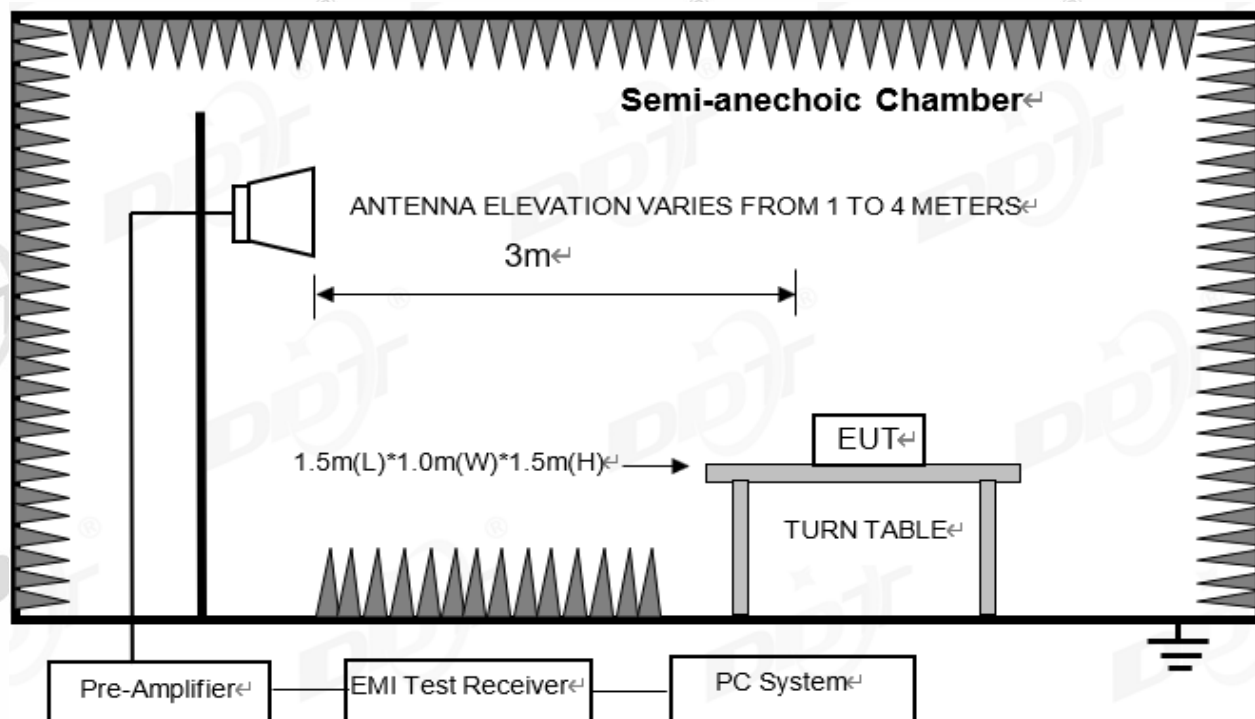 Semi-anechoic Chamber↵
ANTENNA ELEVATION VARIES FROM 1 TO 4 METERS↵
3m↵
EUT↵
1.5m(L)*1.0m(W)*1.5m(H)↵
TURN TABLE↵
Pre-Amplifier↵
EMI Test Receiver↵
PC System↵
DDT®